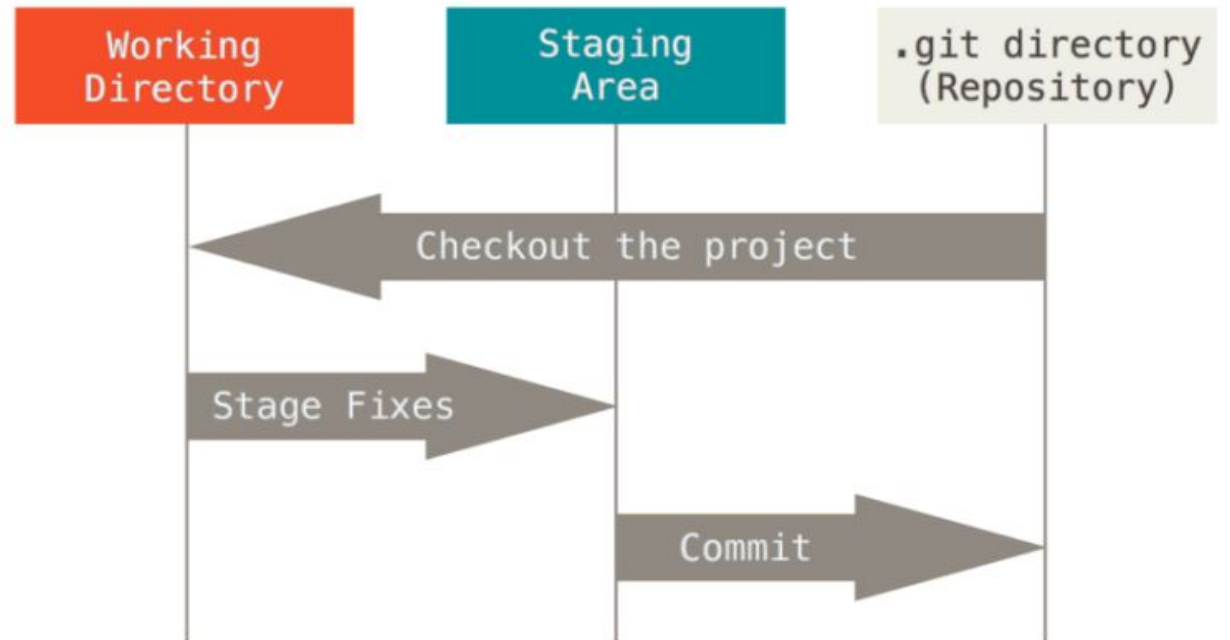 Working
Directory
Staging
Area
.git directory
(Repository)
Checkout the project
Stage Fixes
Commit